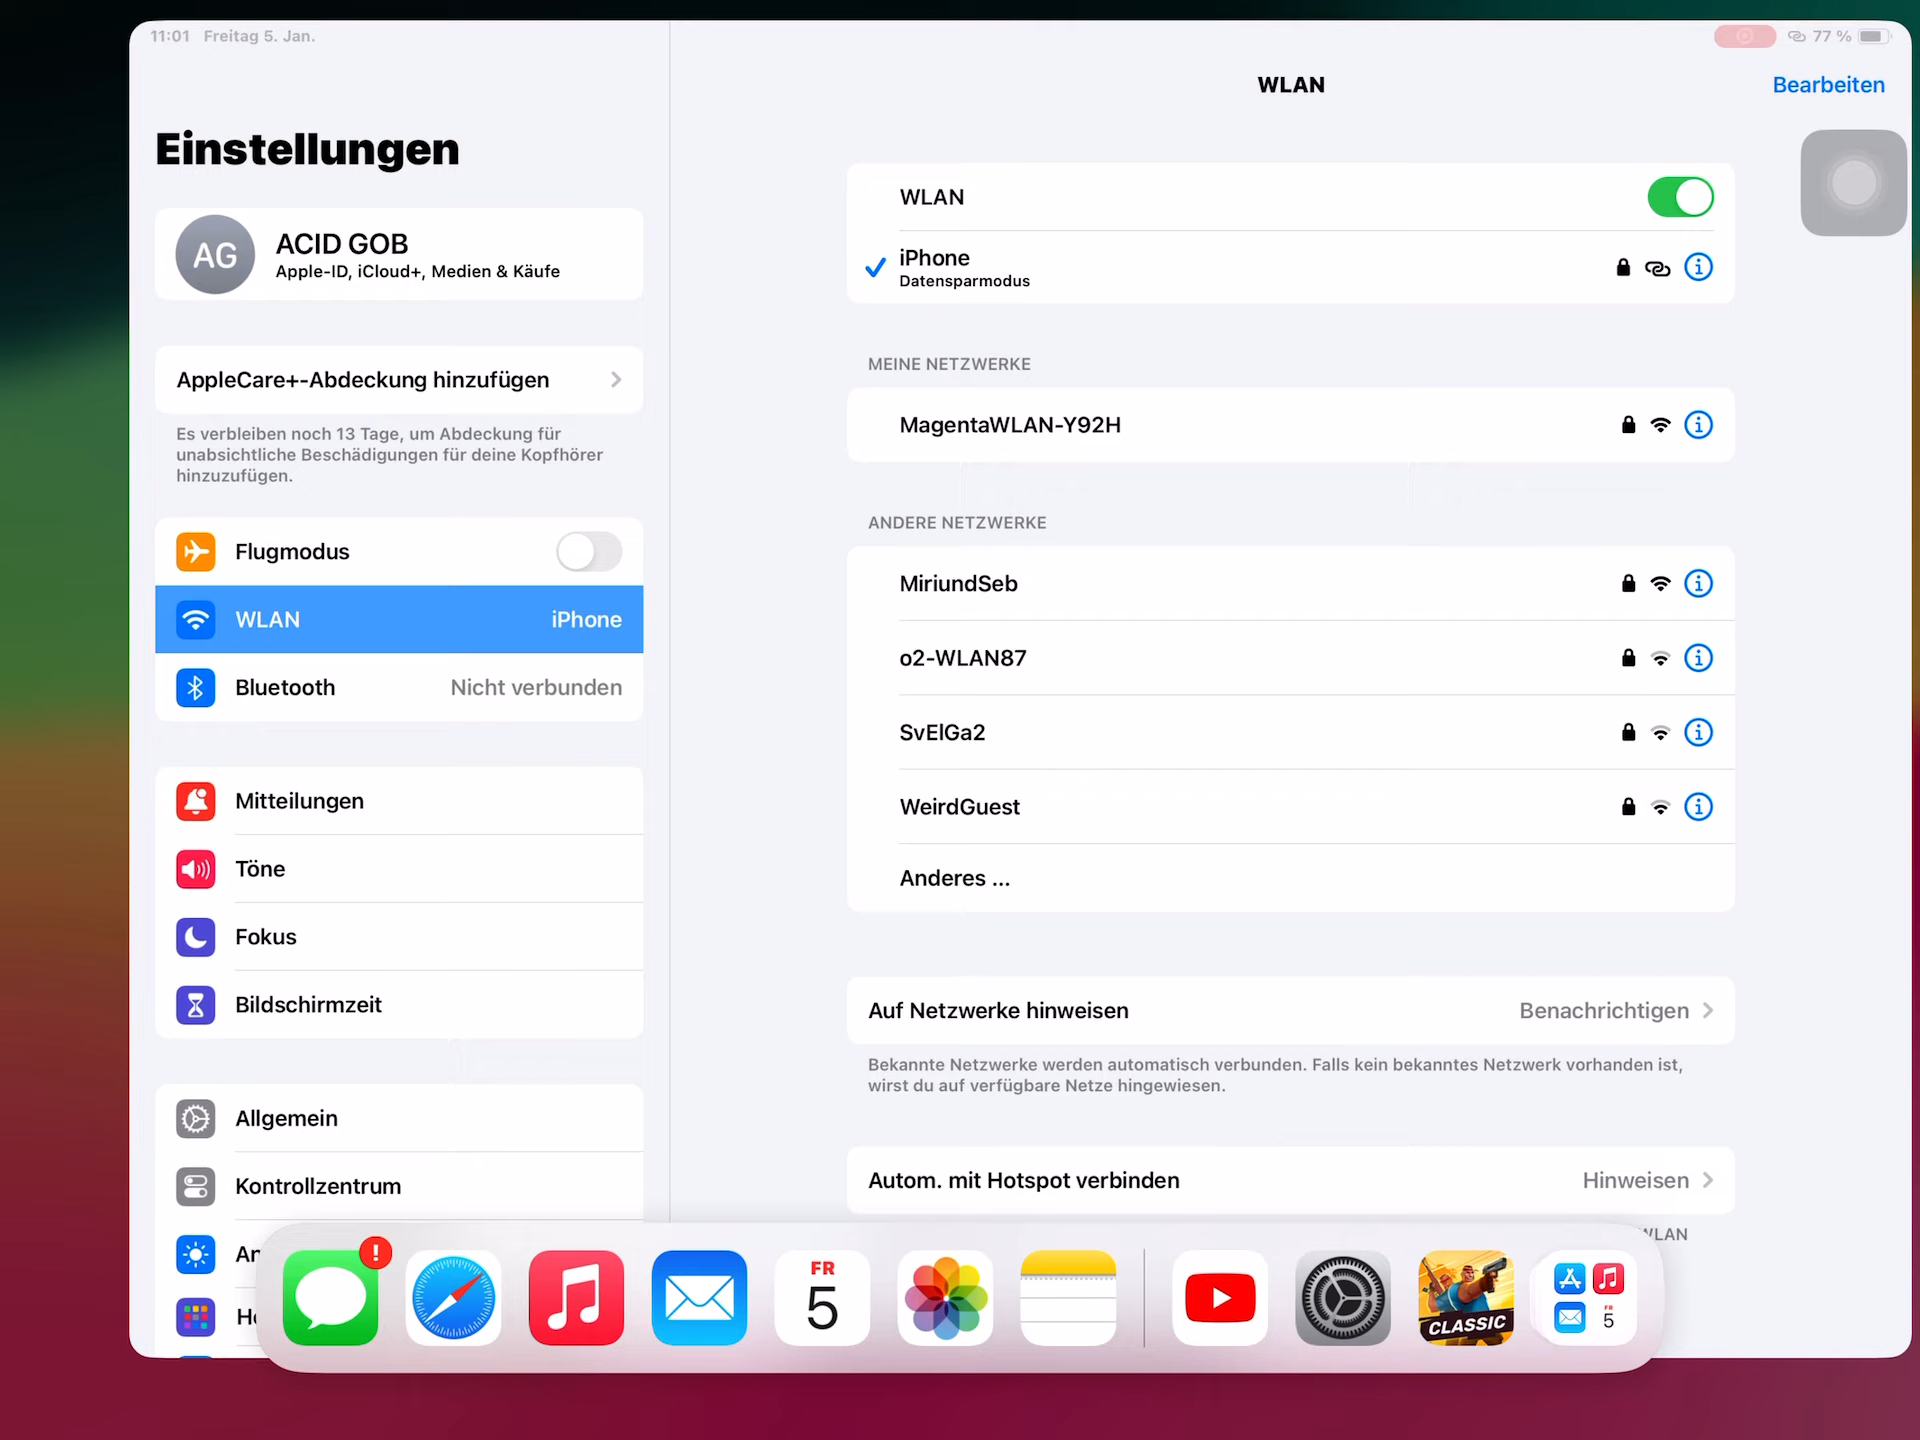 11:01 Freitag 5. Jan.
77 %
WLAN
Bearbeiten
Einstellungen
AG
ACID GOB
Apple-ID, iCloud+, Medien & Käufe
AppleCare+-Abdeckung hinzufügen
Es verbleiben noch 13 Tage, um Abdeckung für
unabsichtliche Beschädigungen für deine Kopfhörer
hinzuzufügen.
Flugmodus
WLAN iPhone
Bluetooth Nicht verbunden
Mitteilungen
Töne
Fokus
Bildschirmzeit
Allgemein
Kontrollzentrum
WLAN
iPhone
Datensparmodus
MEINE NETZWERKE
MagentaWLAN-Y92H
ANDERE NETZWERKE
MiriundSeb
o2-WLAN87
SvElGa2
WeirdGuest
Anderes ...
Auf Netzwerke hinweisen Benachrichtigen
Bekannte Netzwerke werden automatisch verbunden. Falls kein bekanntes Netzwerk vorhanden ist,
wirst du auf verfügbare Netze hingewiesen.
Autom. mit Hotspot verbinden Hinweisen
WLAN
!
FR
5
CLASSIC
FR
5